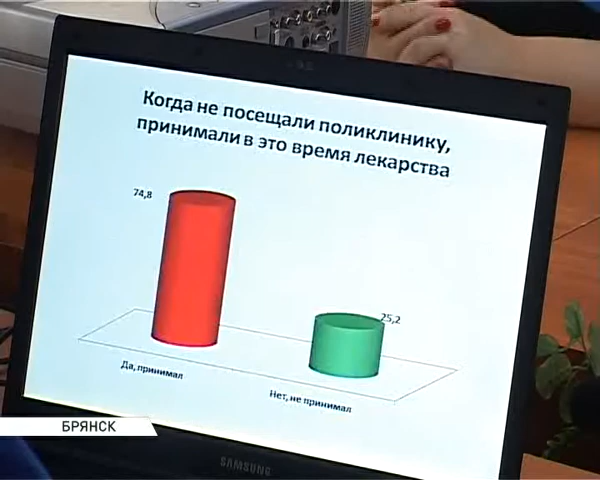 Когда не посещали поликлинику,
принимали в это время лекарства
74,8
25,2
Да, принимал
Нет, не принимал
БРЯНСК
SAMSUNG